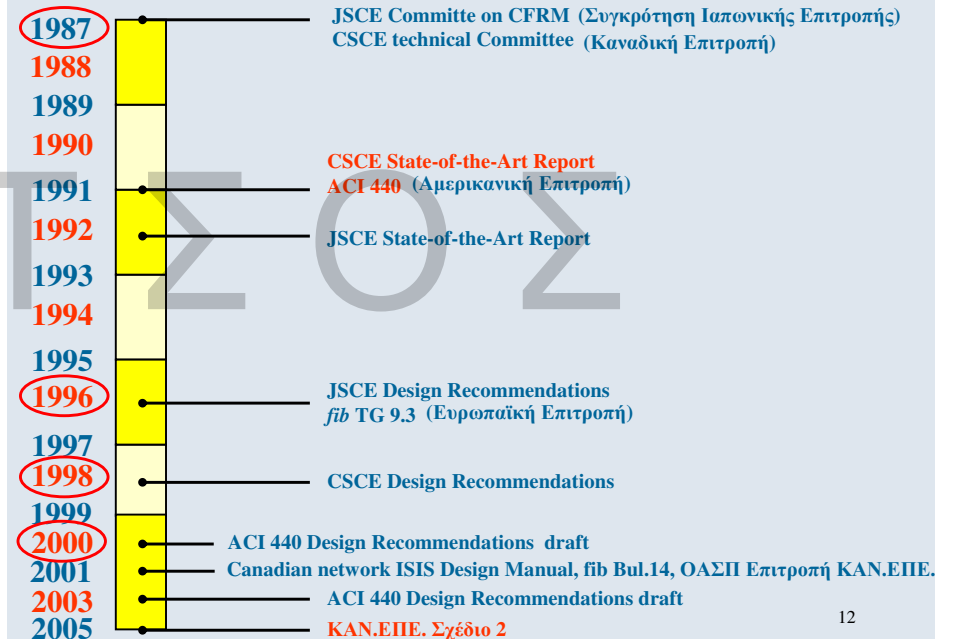 1987 JSCE Committe on CFRM (Συγκρότηση Ιαπωνικής Επιτροπής)
CSCE technical Committee (Καναδική Επιτροπή)
1988
1989
1990
CSCE State-of-the-Art Report
1991 ACI 440 (Αμερικανική Επιτροπή)
1992 JSCE State-of-the-Art Report
1993
1994
1995
1996 JSCE Design Recommendations
fib TG 9.3 (Ευρωπαϊκή Επιτροπή)
1997
1998 CSCE Design Recommendations
1999
2000 ACI 440 Design Recommendations draft
2001 Canadian network ISIS Design Manual, fib Bul.14, ΟΑΣΠ Επιτροπή ΚΑΝ.ΕΠΕ.
2003 ACI 440 Design Recommendations draft
2005 ΚΑΝ.ΕΠΕ. Σχέδιο 2
12
ΤΣΟΣ